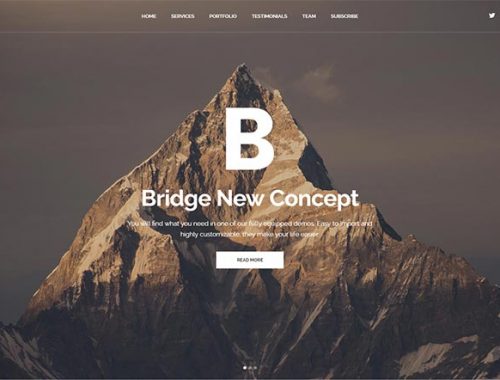 HOME SERVICES PORTFOLIO TESTIMONIALS TEAM SUBSCRIBE
B
Bridge New Concept
You will find what you need in one of our fully equipped demos. Easy to import and
highly customizable, they make your life easier.
READ MORE